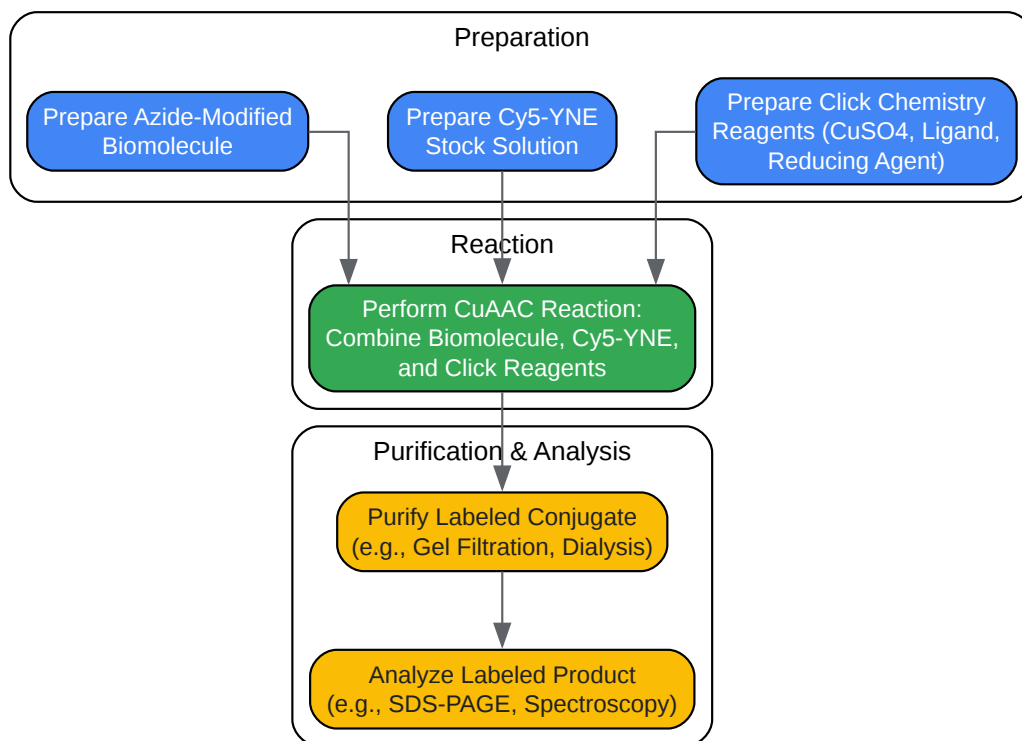 Preparation
Prepare Azide-Modified
Biomolecule
Prepare Cy5-YNE
Stock Solution
Prepare Click Chemistry
Reagents (CuSO4, Ligand,
Reducing Agent)
Reaction
Perform CuAAC Reaction:
Combine Biomolecule, Cy5-YNE,
and Click Reagents
Purification & Analysis
Purify Labeled Conjugate
(e.g., Gel Filtration, Dialysis)
Analyze Labeled Product
(e.g., SDS-PAGE, Spectroscopy)